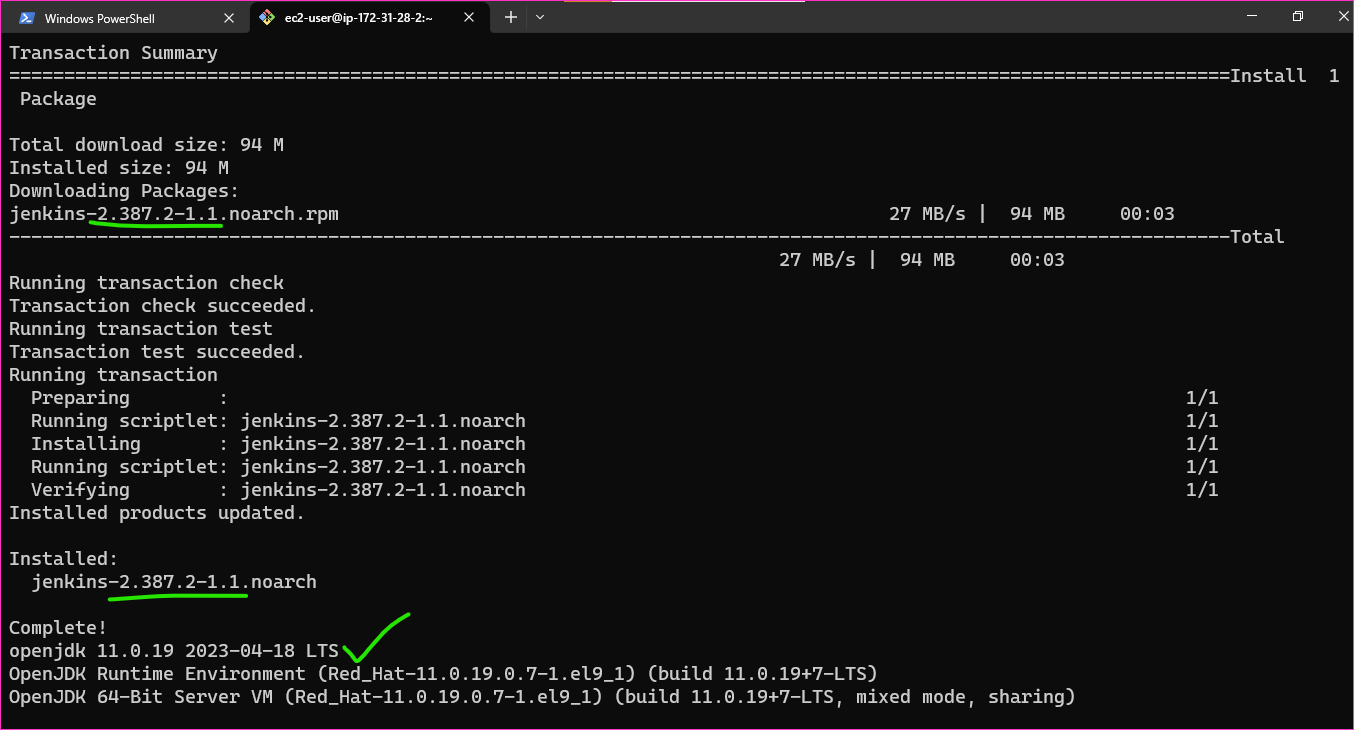 Windows PowerShell
ec2-user@ip-172-31-28-2:~
Transaction Summary
===============================================================================================================Install  1
 Package
Total download size: 94 M
Installed size: 94 M
Downloading Packages:
jenkins-2.387.2-1.1.noarch.rpm                                                  27 MB/s |  94 MB     00:03
---------------------------------------------------------------------------------------------------------------Total
                                                                      27 MB/s |  94 MB     00:03
Running transaction check
Transaction check succeeded.
Running transaction test
Transaction test succeeded.
Running transaction
  Preparing        :                                                                                       1/1
  Running scriptlet: jenkins-2.387.2-1.1.noarch                                                            1/1
  Installing       : jenkins-2.387.2-1.1.noarch                                                            1/1
  Running scriptlet: jenkins-2.387.2-1.1.noarch                                                            1/1
  Verifying        : jenkins-2.387.2-1.1.noarch                                                            1/1
Installed products updated.
Installed:
  jenkins-2.387.2-1.1.noarch
Complete!
openjdk 11.0.19 2023-04-18 LTS
OpenJDK Runtime Environment (Red_Hat-11.0.19.0.7-1.el9_1) (build 11.0.19+7-LTS)
OpenJDK 64-Bit Server VM (Red_Hat-11.0.19.0.7-1.el9_1) (build 11.0.19+7-LTS, mixed mode, sharing)